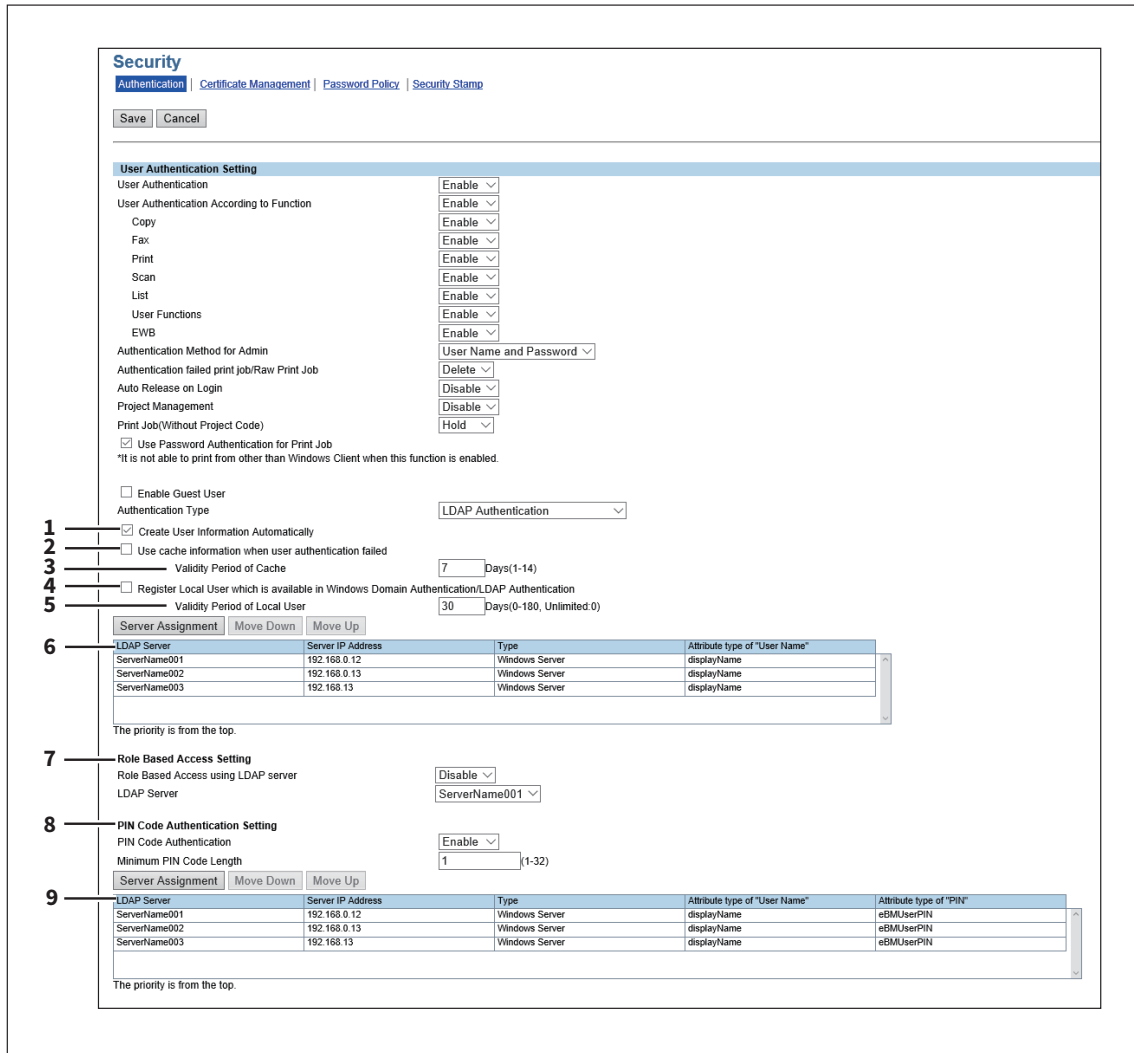 Security
Authentication | Certificate Management | Password Policy | Security Stamp
Save Cancel
User Authentication Setting
User Authentication Enable
User Authentication According to Function Enable
Copy Enable
Fax Enable
Print Enable
Scan Enable
List Enable
User Functions Enable
EWB Enable
Authentication Method for Admin User Name and Password
Authentication failed print job/Raw Print Job Delete
Auto Release on Login Disable
Project Management Disable
Print Job(Without Project Code) Hold
Use Password Authentication for Print Job
*It is not able to print from other than Windows Client when this function is enabled.
Enable Guest User
Authentication Type LDAP Authentication
1 Create User Information Automatically
2 Use cache information when user authentication failed
3 Validity Period of Cache 7 Days(1-14)
4 Register Local User which is available in Windows Domain Authentication/LDAP Authentication
5 Validity Period of Local User 30 Days(0-180, Unlimited:0)
Server Assignment Move Down Move Up
6 LDAP Server Server IP Address Type Attribute type of "User Name"
ServerName001 192.168.0.12 Windows Server displayName
ServerName002 192.168.0.13 Windows Server displayName
ServerName003 192.168.13 Windows Server displayName
The priority is from the top.
7 Role Based Access Setting
Role Based Access using LDAP server Disable
LDAP Server ServerName001
8 PIN Code Authentication Setting
PIN Code Authentication Enable
Minimum PIN Code Length 1 (1-32)
Server Assignment Move Down Move Up
9 LDAP Server Server IP Address Type Attribute type of "User Name" Attribute type of "PIN"
ServerName001 192.168.0.12 Windows Server displayName eBMUserPIN
ServerName002 192.168.0.13 Windows Server displayName eBMUserPIN
ServerName003 192.168.13 Windows Server displayName eBMUserPIN
The priority is from the top.